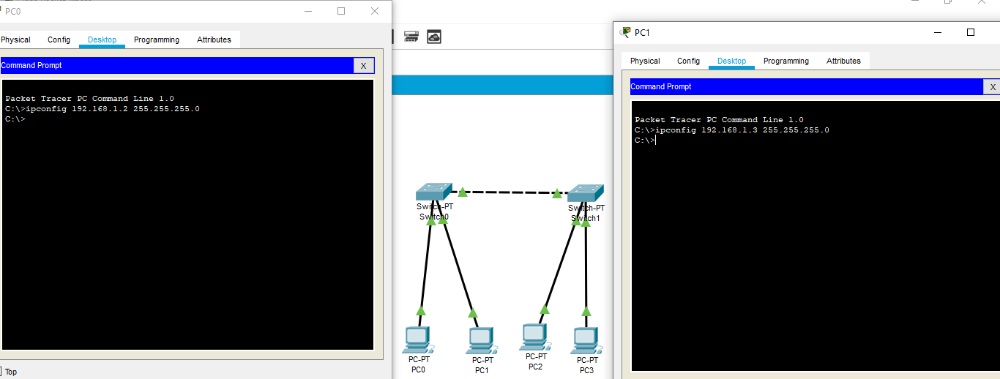 PC0
Physical Config Desktop Programming Attributes
Command Prompt X
Packet Tracer PC Command Line 1.0
C:\>ipconfig 192.168.1.2 255.255.255.0
C:\>
Top
Switch-PT
Switch0
Switch-PT
Switch1
PC-PT
PC0
PC-PT
PC1
PC-PT
PC2
PC-PT
PC3
PC1
Physical Config Desktop Programming Attributes
Command Prompt X
Packet Tracer PC Command Line 1.0
C:\>ipconfig 192.168.1.3 255.255.255.0
C:\>